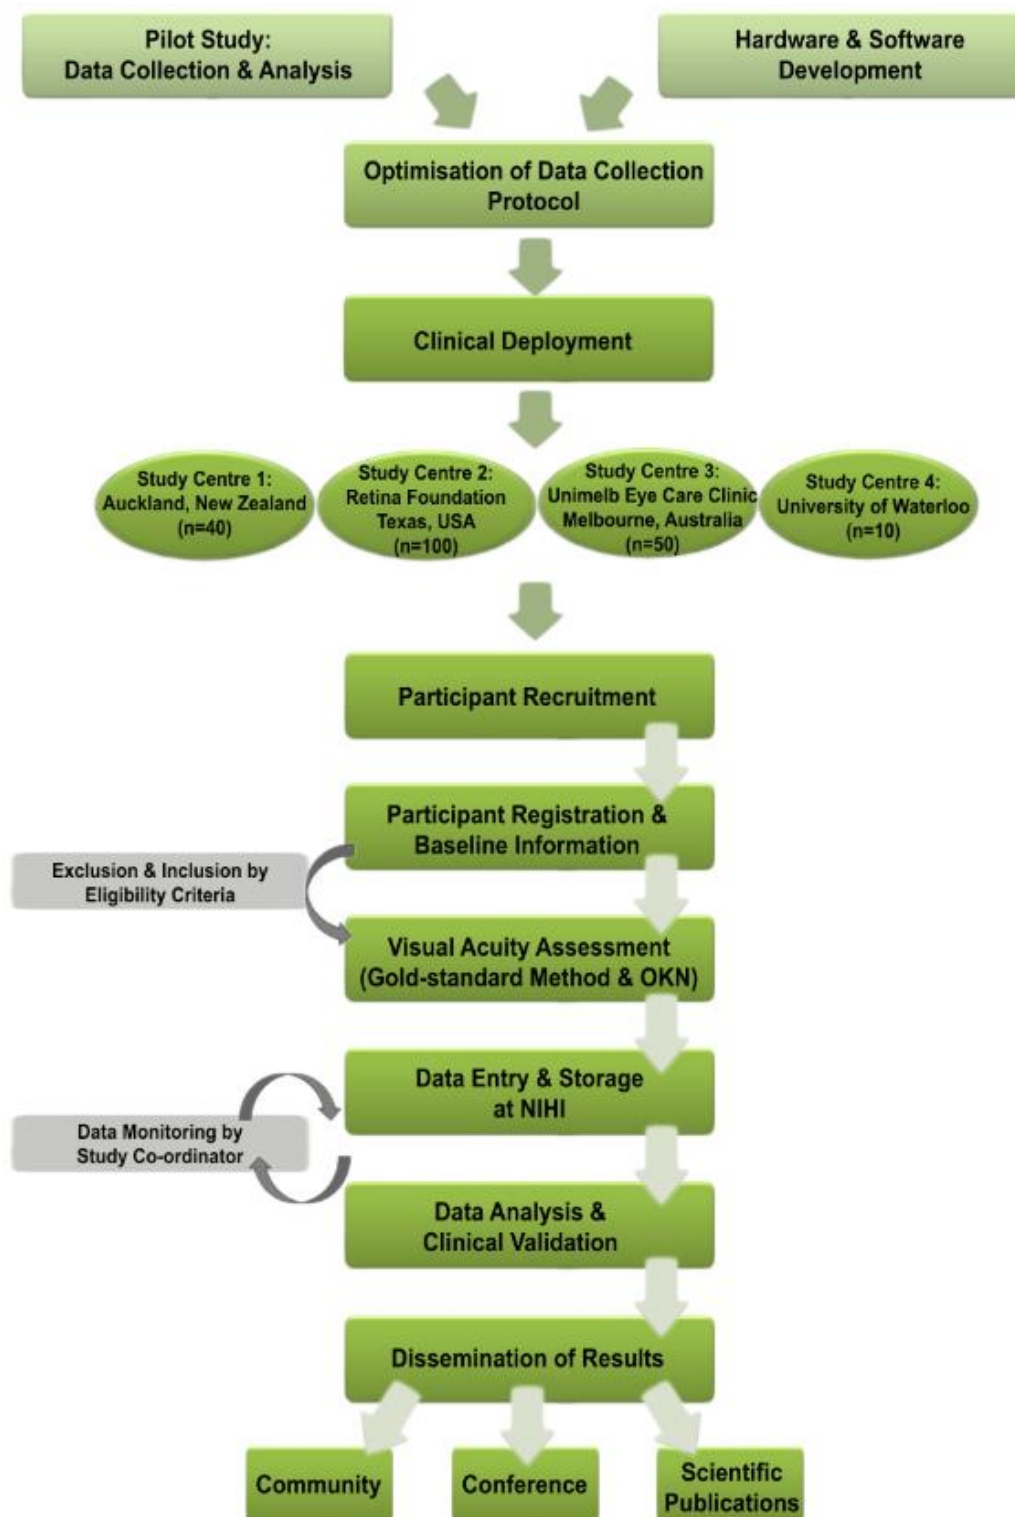 Pilot Study:
Data Collection & Analysis
Hardware & Software
Development
Optimisation of Data Collection
Protocol
Clinical Deployment
Study Centre 1:
Auckland, New Zealand
(n=40)
Study Centre 2:
Retina Foundation
Texas, USA
(n=100)
Study Centre 3:
Unimelb Eye Care Clinic
Melbourne, Australia
(n=50)
Study Centre 4:
University of Waterloo
(n=10)
Participant Recruitment
Participant Registration &
Baseline Information
Exclusion & Inclusion by
Eligibility Criteria
Visual Acuity Assessment
(Gold-standard Method & OKN)
Data Entry & Storage
at NIHI
Data Monitoring by
Study Co-ordinator
Data Analysis &
Clinical Validation
Dissemination of Results
Community
Conference
Scientific
Publications